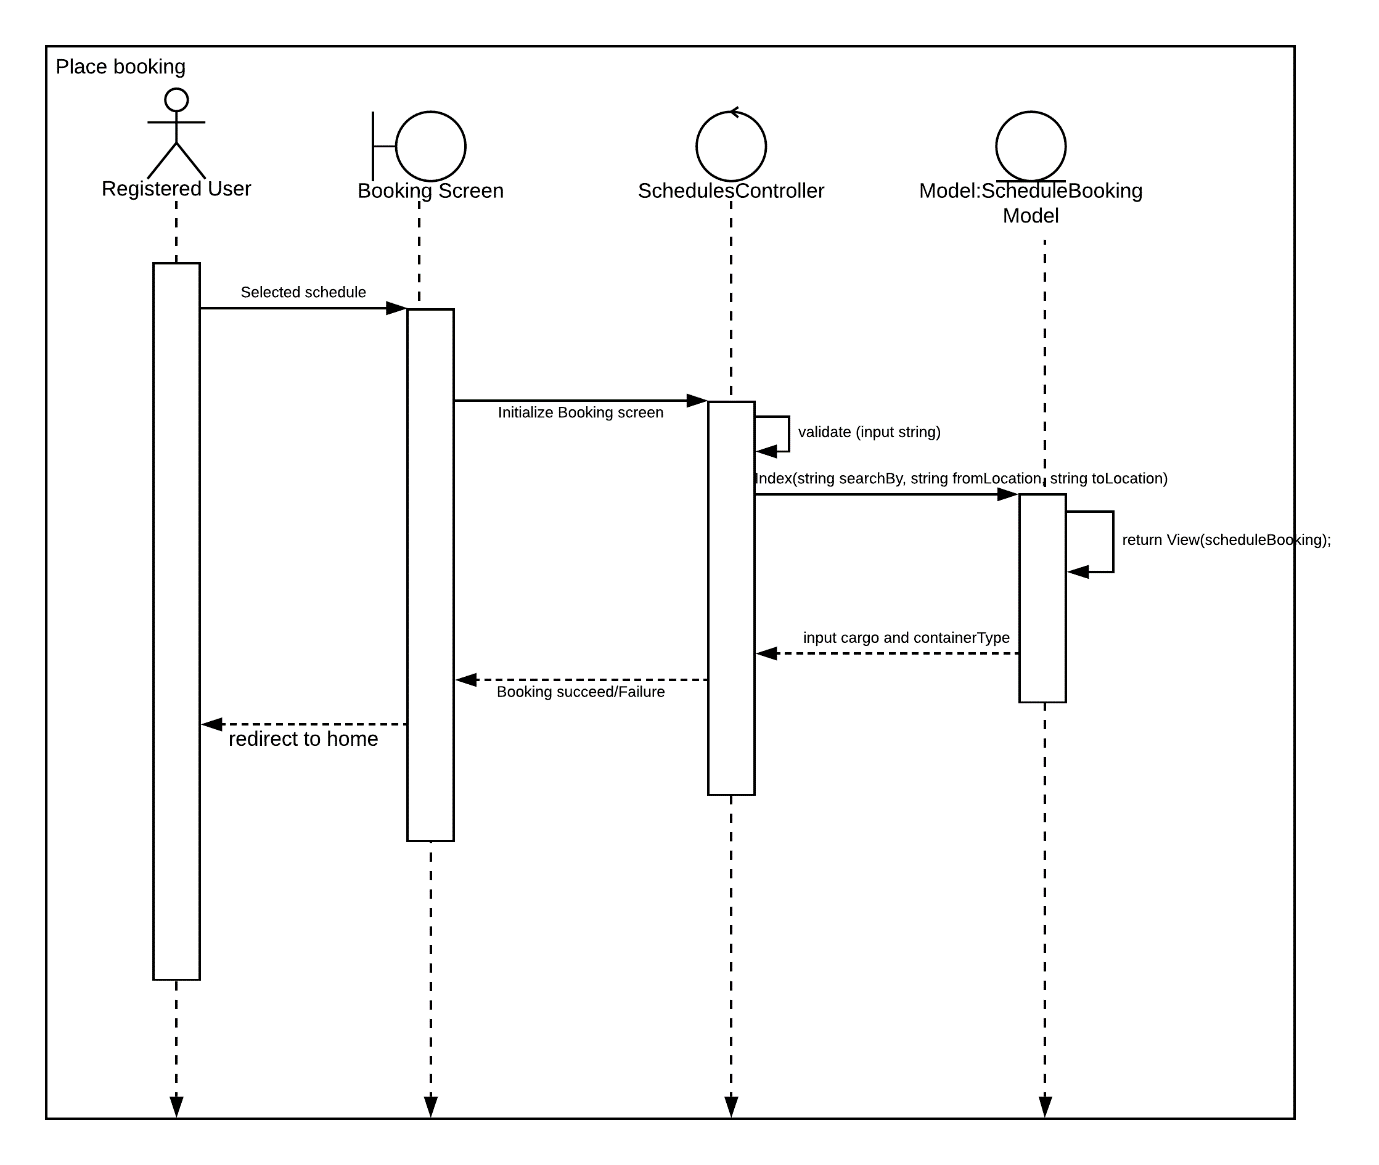 Place booking
Registered User
Booking Screen
SchedulesController
Model:ScheduleBooking
Model
Selected schedule
Initialize Booking screen
validate (input string)
Index(string searchBy, string fromLocation, string toLocation)
return View(scheduleBooking);
input cargo and containerType
Booking succeed/Failure
redirect to home